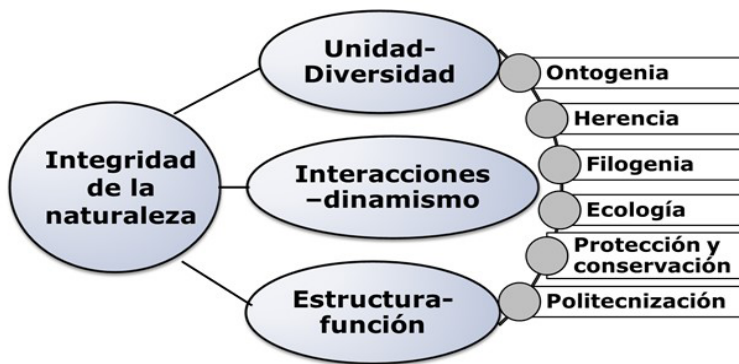 Integridad
de la
naturaleza
Unidad-
Diversidad
Interacciones
–dinamismo
Estructura-
función
Ontogenia
Herencia
Filogenia
Ecología
Protección y
conservación
Politecnización